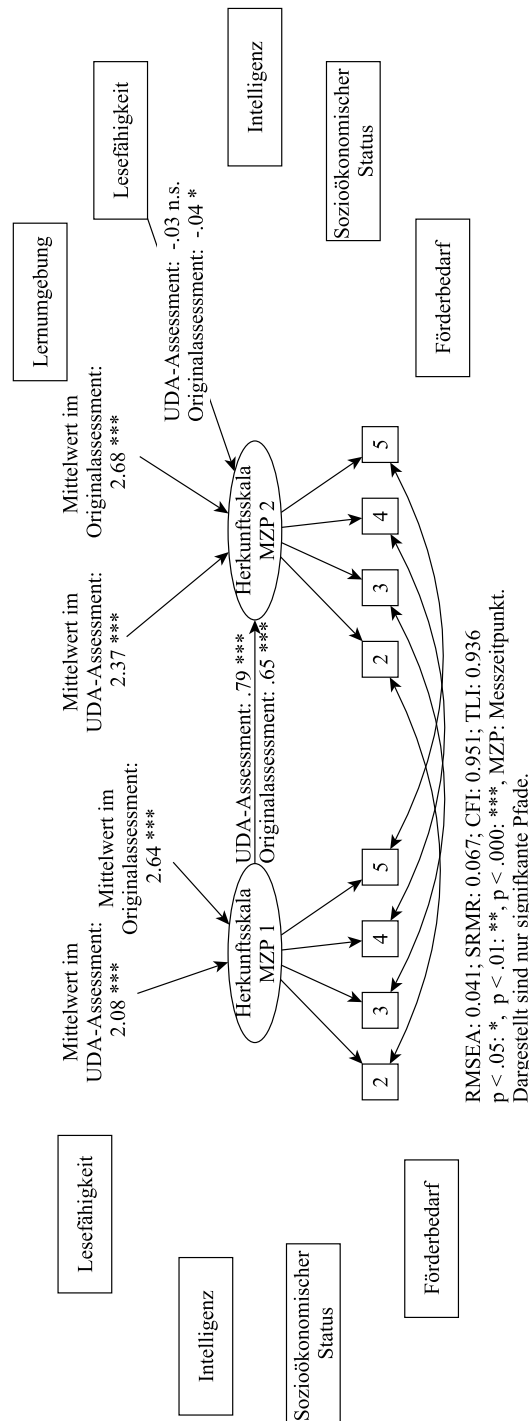 Lernumgebung
Mittelwert im
UDA-Assessment:
2.08 ***
Mittelwert im
Originalassessment:
2.64 ***
Mittelwert im
UDA-Assessment:
2.37 ***
Mittelwert im
Originalassessment:
2.68 ***
Lesefähigkeit
Lesefähigkeit
UDA-Assessment: -.03 n.s.
Originalassessment: -.04 *
Intelligenz
Herkunftsskala
MZP 1
UDA-Assessment: .79 ***
Originalassessment: .65 ***
Herkunftsskala
MZP 2
Intelligenz
Sozioökonomischer
Status
Sozioökonomischer
Status
Förderbedarf
2
3
4
5
2
3
4
5
Förderbedarf
RMSEA: 0.041; SRMR: 0.067; CFI: 0.951; TLI: 0.936
p < .05: *, p < .01: **, p < .000: ***, MZP: Messzeitpunkt.
Dargestellt sind nur signifkante Pfade.